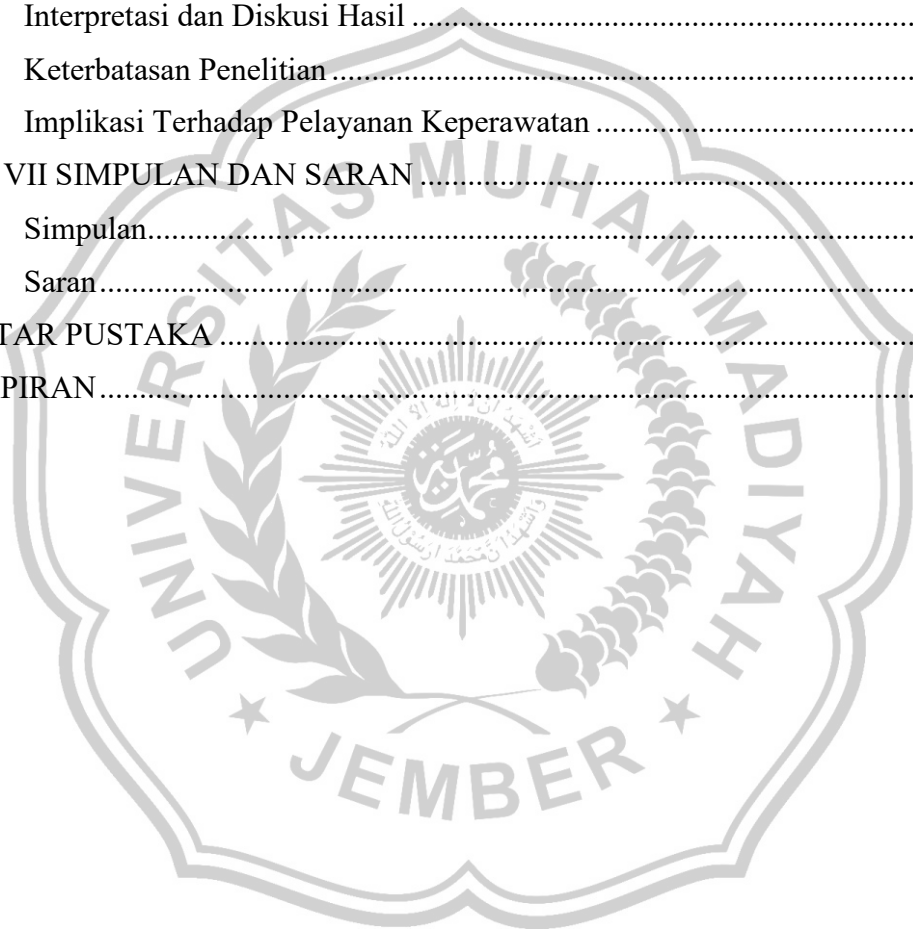 Interpretasi dan Diskusi Hasil ................................................................
Keterbatasan Penelitian ................................................................
Implikasi Terhadap Pelayanan Keperawatan ........................................
VII SIMPULAN DAN SARAN ................................................................
Simpulan................................................................
Saran................................................................
TAR PUSTAKA ................................................................
PIRAN................................................................
UNIVERSITAS MUHAMMADIYAH
JEMBER